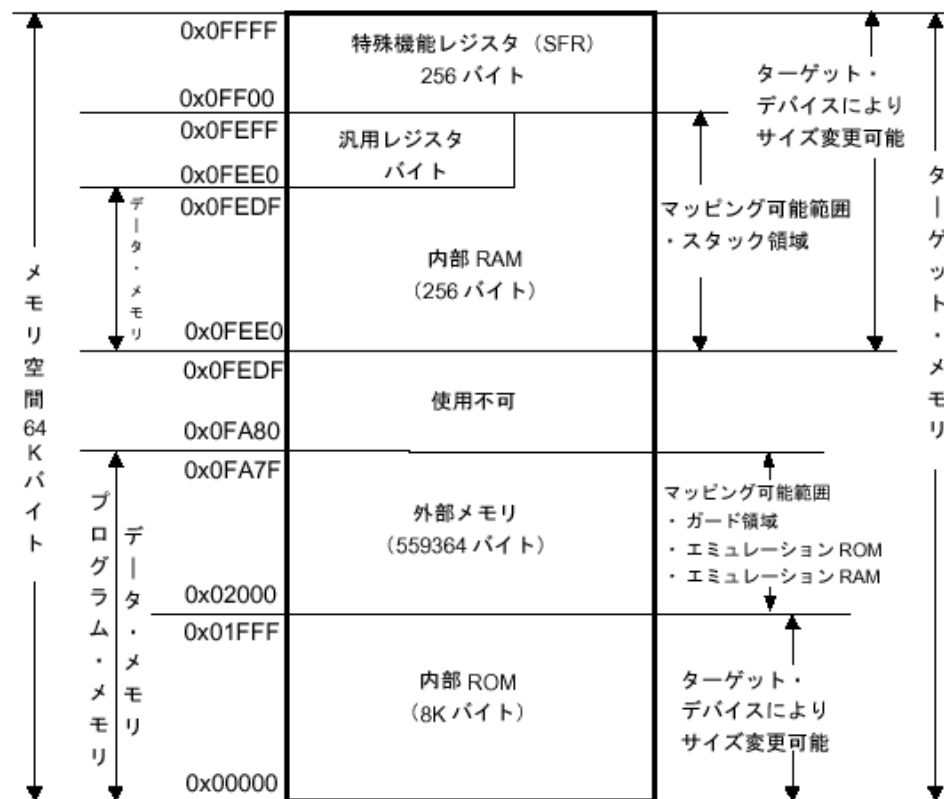 0x0FFFF
特殊機能レジスタ（SFR）
256 バイト
0x0FF00
0x0FEFF
汎用レジスタ
バイト
0x0FEE0
0x0FEDF
内部 RAM
（256 バイト）
0x0FEE0
0x0FEDF
使用不可
0x0FA80
0x0FA7F
外部メモリ
（559364 バイト）
0x02000
0x01FFF
内部 ROM
（8K バイト）
0x00000
メモリ空間64Kバイト
データ・メモリ
プログラム・メモリ
データ・メモリ
ターゲット・
デバイスにより
サイズ変更可能
マッピング可能範囲
・スタック領域
マッピング可能範囲
・ ガード領域
・ エミュレーション ROM
・ エミュレーション RAM
ターゲット・
デバイスにより
サイズ変更可能
ターゲット・メモリ